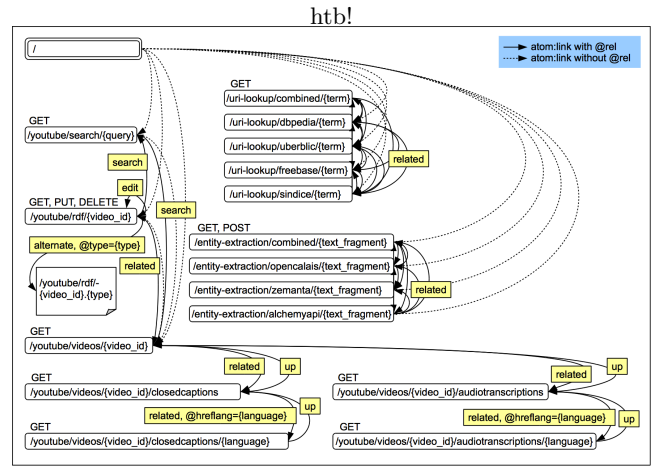 htb!
/
atom:link with @rel
atom:link without @rel
GET
/uri-lookup/combined/{term}
/uri-lookup/dbpedia/{term}
/uri-lookup/uberblic/{term}
/uri-lookup/freebase/{term}
/uri-lookup/sindice/{term}
related
GET
/youtube/search/{query}
search
edit
GET, PUT, DELETE
/youtube/rdf/{video_id}
search
alternate, @type={type}
related
/youtube/rdf/-
{video_id}.{type}
GET, POST
/entity-extraction/combined/{text_fragment}
/entity-extraction/opencalais/{text_fragment}
/entity-extraction/zemanta/{text_fragment}
/entity-extraction/alchemyapi/{text_fragment}
related
GET
/youtube/videos/{video_id}
related
up
related
up
GET
/youtube/videos/{video_id}/closedcaptions
related, @hreflang={language}
up
GET
/youtube/videos/{video_id}/closedcaptions/{language}
GET
/youtube/videos/{video_id}/audiotranscriptions
related, @hreflang={language}
up
GET
/youtube/videos/{video_id}/audiotranscriptions/{language}